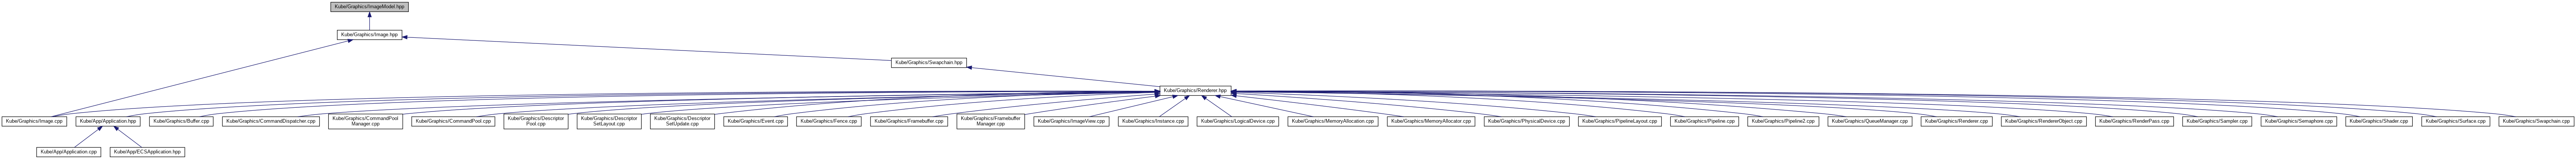 Kube/Graphics/ImageModel.hpp
Kube/Graphics/Image.hpp
Kube/Graphics/Swapchain.hpp
Kube/Graphics/Renderer.hpp
Kube/Graphics/Image.cpp
Kube/App/Application.hpp
Kube/Graphics/Buffer.cpp
Kube/Graphics/CommandDispatcher.cpp
Kube/Graphics/CommandPool
Manager.cpp
Kube/Graphics/CommandPool.cpp
Kube/Graphics/Descriptor
Pool.cpp
Kube/Graphics/Descriptor
SetLayout.cpp
Kube/Graphics/Descriptor
SetUpdate.cpp
Kube/Graphics/Event.cpp
Kube/Graphics/Fence.cpp
Kube/Graphics/Framebuffer.cpp
Kube/Graphics/Framebuffer
Manager.cpp
Kube/Graphics/ImageView.cpp
Kube/Graphics/Instance.cpp
Kube/Graphics/LogicalDevice.cpp
Kube/Graphics/MemoryAllocation.cpp
Kube/Graphics/MemoryAllocator.cpp
Kube/Graphics/PhysicalDevice.cpp
Kube/Graphics/PipelineLayout.cpp
Kube/Graphics/Pipeline.cpp
Kube/Graphics/Pipeline2.cpp
Kube/Graphics/QueueManager.cpp
Kube/Graphics/Renderer.cpp
Kube/Graphics/RendererObject.cpp
Kube/Graphics/RenderPass.cpp
Kube/Graphics/Sampler.cpp
Kube/Graphics/Semaphore.cpp
Kube/Graphics/Shader.cpp
Kube/Graphics/Surface.cpp
Kube/Graphics/Swapchain.cpp
Kube/App/Application.cpp
Kube/App/ECSApplication.hpp